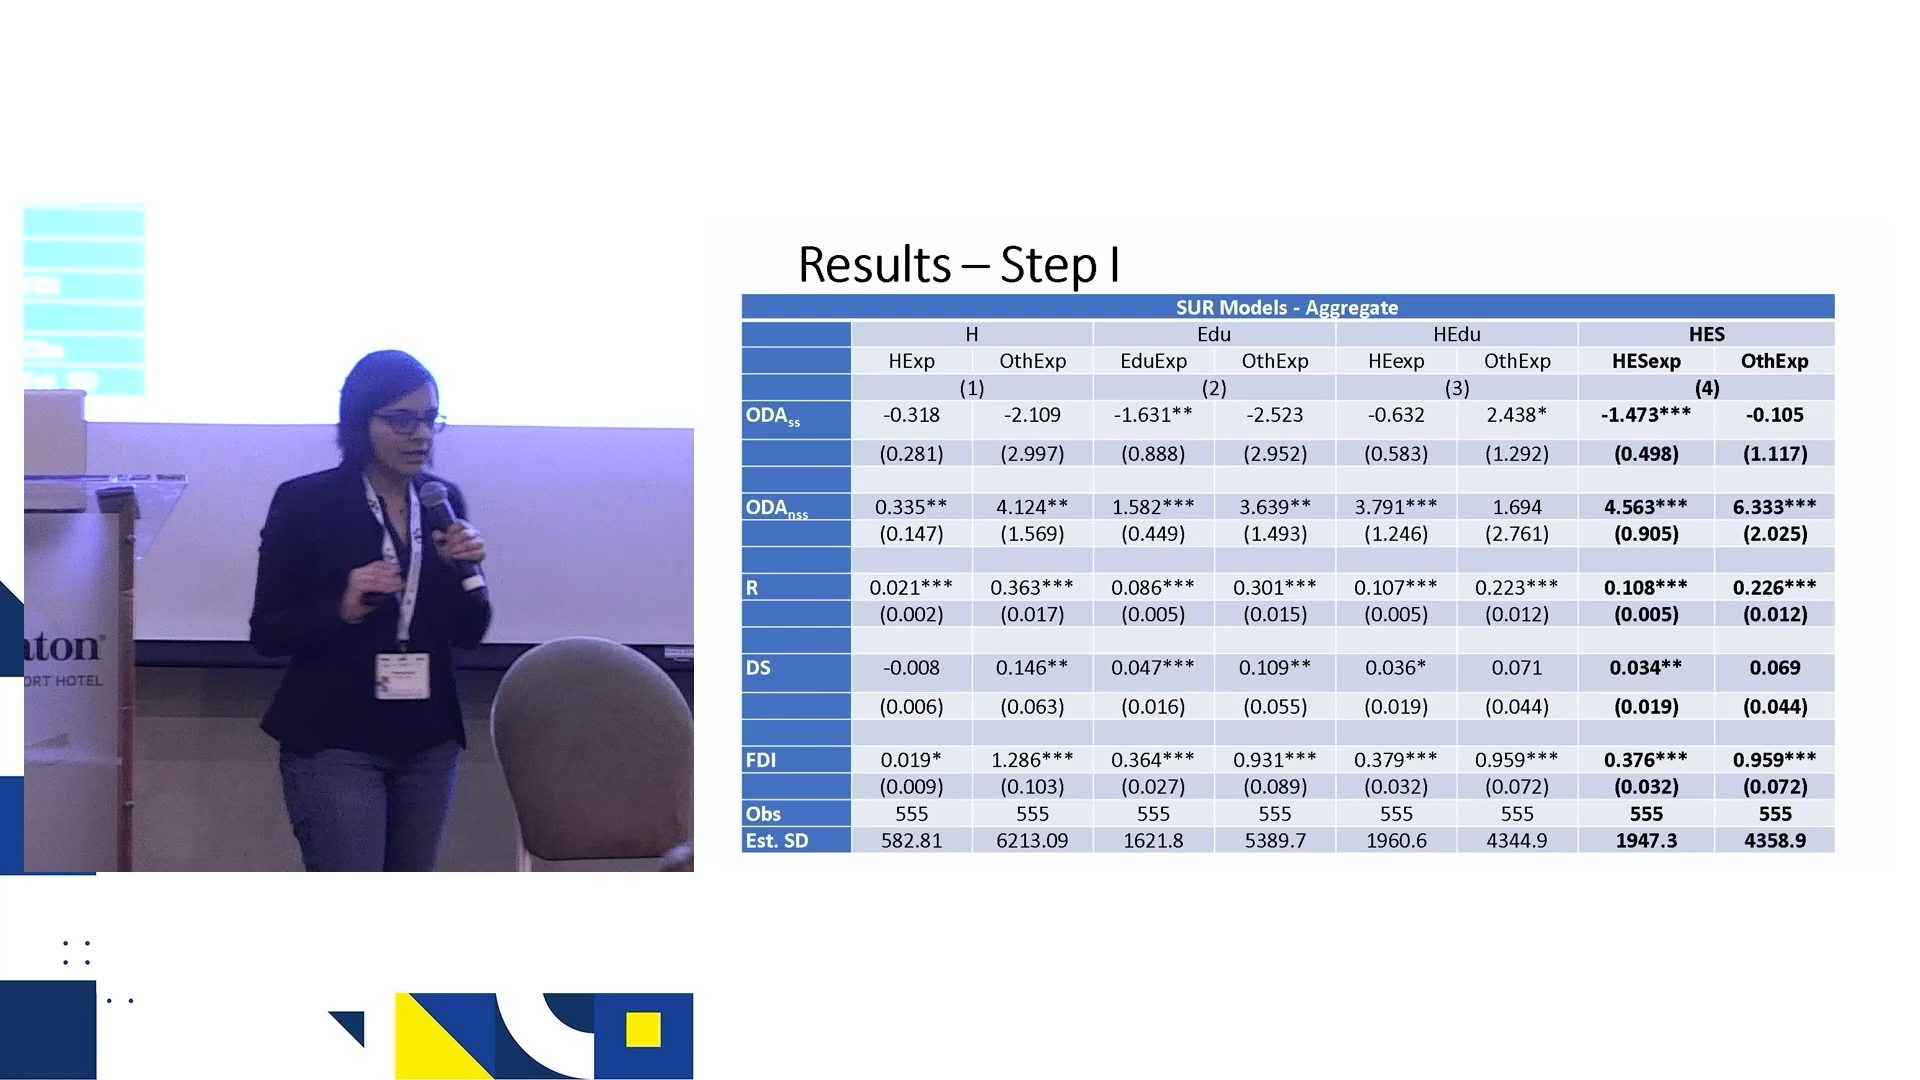 FDI
aton
ORT HOTEL
Results – Step I
SUR Models - Aggregate
H Edu HEdu HES
HExp OthExp EduExp OthExp HEexp OthExp HESexp OthExp
(1) (2) (3) (4)
ODAss -0.318 -2.109 -1.631** -2.523 -0.632 2.438* -1.473*** -0.105
(0.281) (2.997) (0.888) (2.952) (0.583) (1.292) (0.498) (1.117)
ODAnss 0.335** 4.124** 1.582*** 3.639** 3.791*** 1.694 4.563*** 6.333***
(0.147) (1.569) (0.449) (1.493) (1.246) (2.761) (0.905) (2.025)
R 0.021*** 0.363*** 0.086*** 0.301*** 0.107*** 0.223*** 0.108*** 0.226***
(0.002) (0.017) (0.005) (0.015) (0.005) (0.012) (0.005) (0.012)
DS -0.008 0.146** 0.047*** 0.109** 0.036* 0.071 0.034** 0.069
(0.006) (0.063) (0.016) (0.055) (0.019) (0.044) (0.019) (0.044)
FDI 0.019* 1.286*** 0.364*** 0.931*** 0.379*** 0.959*** 0.376*** 0.959***
(0.009) (0.103) (0.027) (0.089) (0.032) (0.072) (0.032) (0.072)
Obs 555 555 555 555 555 555 555 555
Est. SD 582.81 6213.09 1621.8 5389.7 1960.6 4344.9 1947.3 4358.9